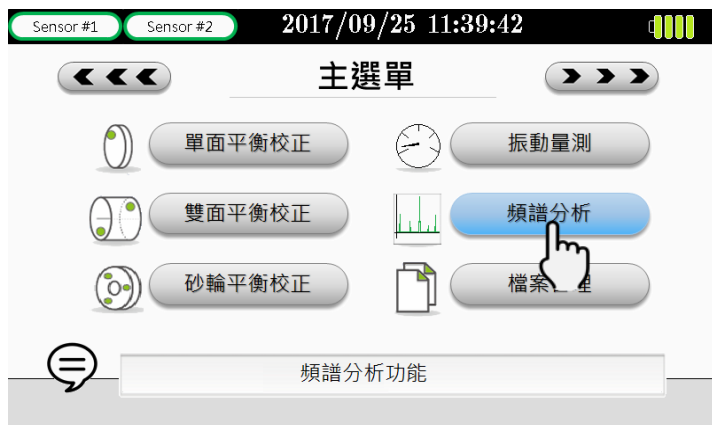 Sensor #1 Sensor #2 2017/09/25 11:39:42
主選單
單面平衡校正 振動量測
雙面平衡校正 頻譜分析
砂輪平衡校正 檔案管理
頻譜分析功能